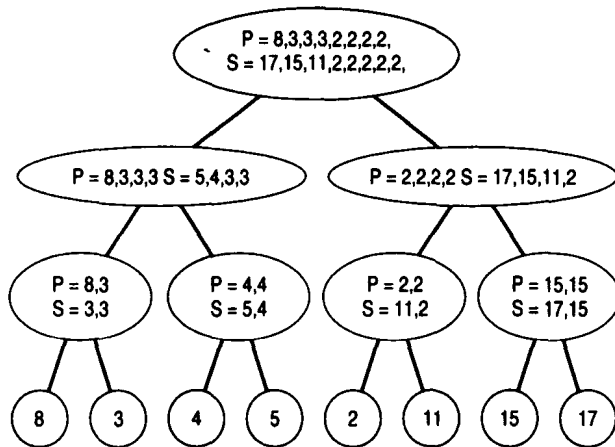 P = 8,3,3,3,2,2,2,2,
S = 17,15,11,2,2,2,2,2,
P = 8,3,3,3 S = 5,4,3,3
P = 2,2,2,2 S = 17,15,11,2
P = 8,3
S = 3,3
P = 4,4
S = 5,4
P = 2,2
S = 11,2
P = 15,15
S = 17,15
8
3
4
5
2
11
15
17